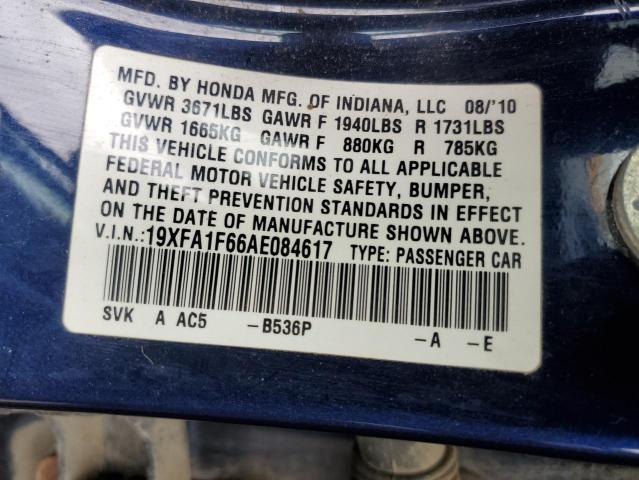 MFD. BY HONDA MFG. OF INDIANA, LLC 08/'10
GVWR 3671LBS GAWR F 1940LBS R 1731LBS
GVWR 1665KG GAWR F 880KG R 785KG
THIS VEHICLE CONFORMS TO ALL APPLICABLE
FEDERAL MOTOR VEHICLE SAFETY, BUMPER,
AND THEFT PREVENTION STANDARDS IN EFFECT
ON THE DATE OF MANUFACTURE SHOWN ABOVE.
V.I.N.:19XFA1F66AE084617 TYPE: PASSENGER CAR
SVK A AC5 -B536P -A -E